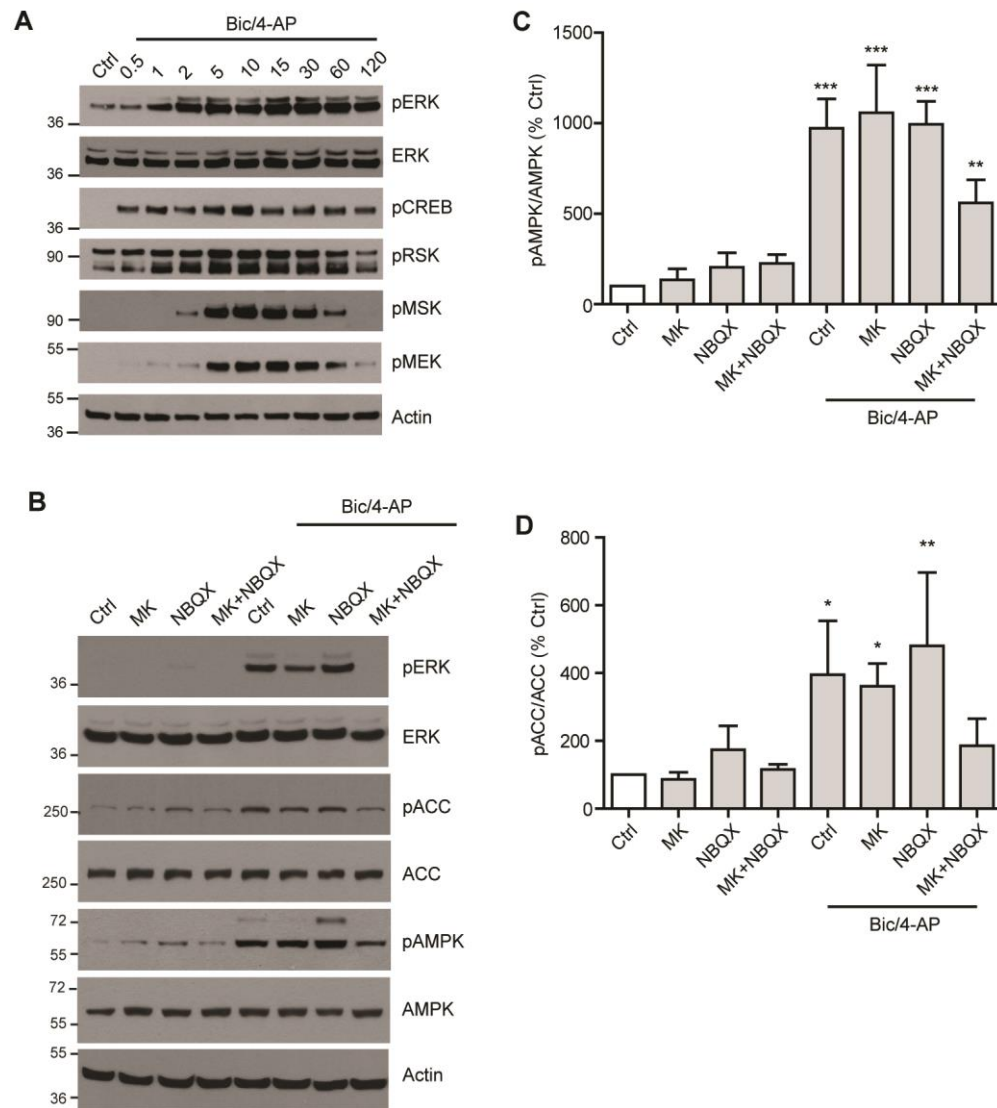 A
Bic/4-AP
Ctrl 0.5 1 2 5 10 15 30 60 120
pERK
36
ERK
36
pCREB
36
pRSK
90
pMSK
90
55
pMEK
55
Actin
36
B
Bic/4-AP
Ctrl MK NBQX MK+NBQX Ctrl MK NBQX MK+NBQX
pERK
36
ERK
36
pACC
250
ACC
250
72
pAMPK
55
72
AMPK
55
55
Actin
36
C
pAMPK/AMPK (% Ctrl)
1500
1000
500
0
*** *** *** **
Ctrl MK NBQX MK+NBQX Ctrl MK NBQX MK+NBQX
Bic/4-AP
D
pACC/ACC (% Ctrl)
800
600
400
200
0
* * **
Ctrl MK NBQX MK+NBQX Ctrl MK NBQX MK+NBQX
Bic/4-AP